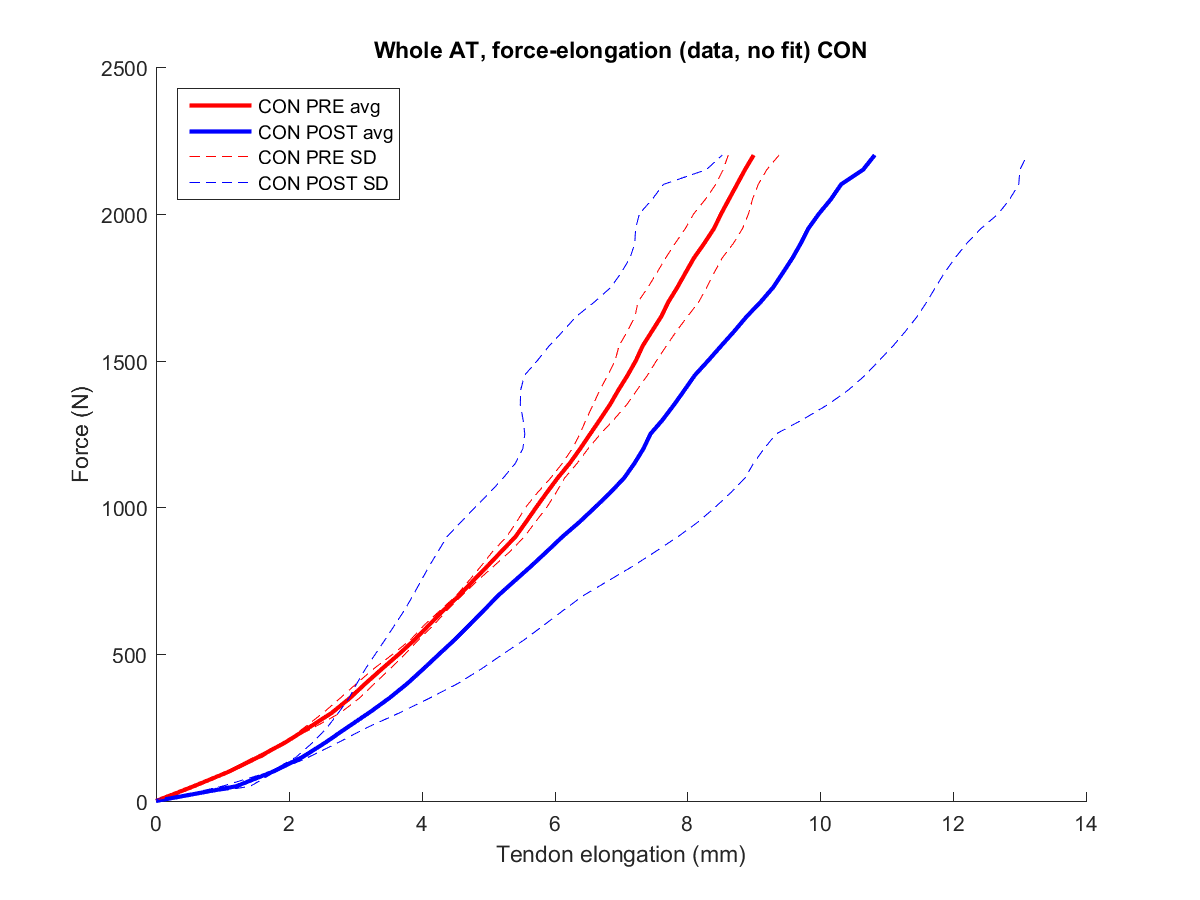 Whole AT, force-elongation (data, no fit) CON
2500
CON PRE avg
CON POST avg
CON PRE SD
CON POST SD
2000
1500
1000
500
0
Force (N)
0 2 4 6 8 10 12 14
Tendon elongation (mm)